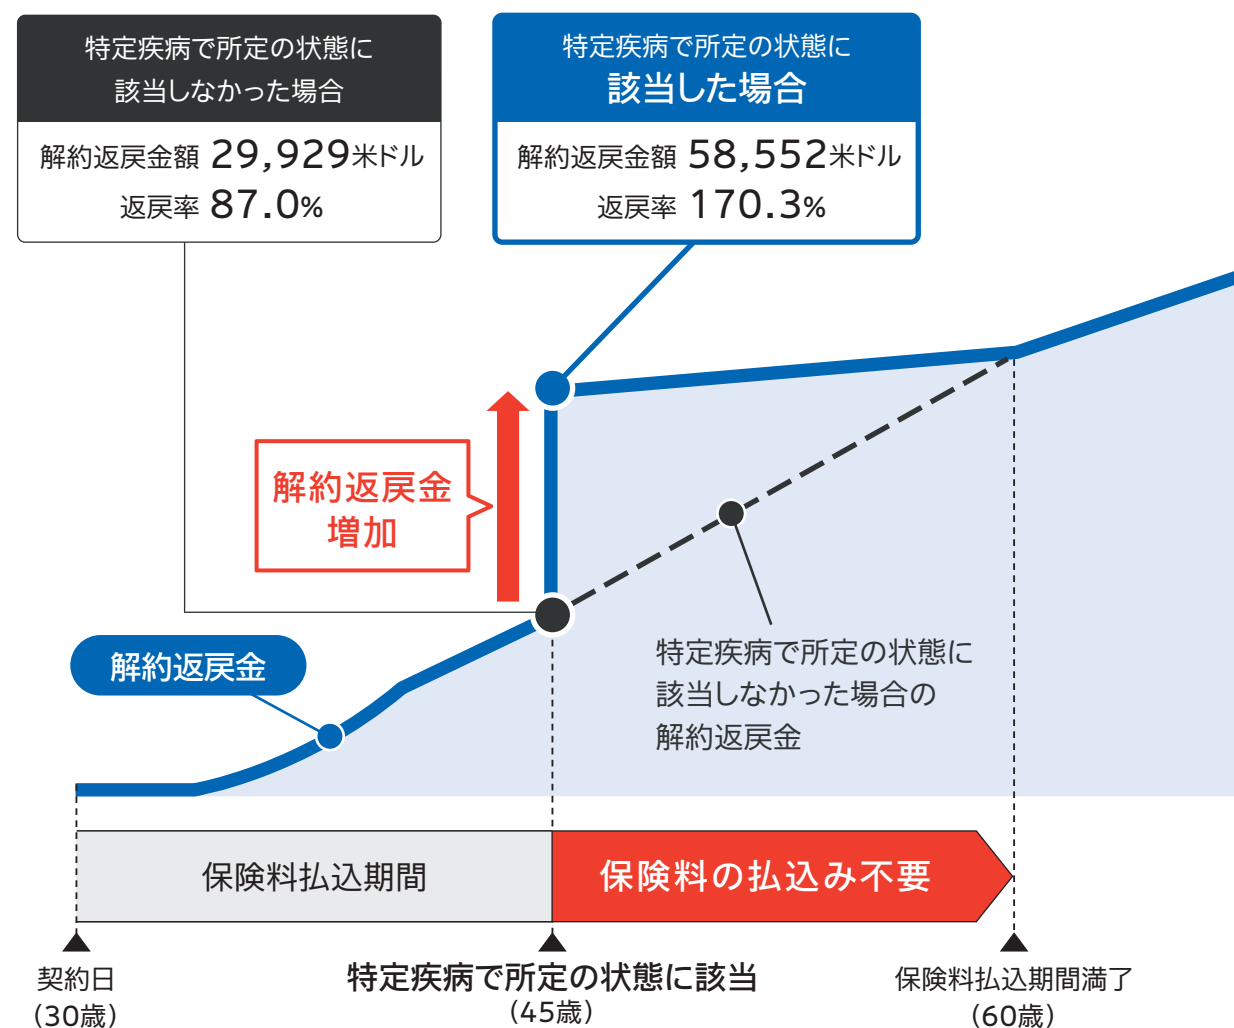 特定疾病で所定の状態に
該当しなかった場合
解約返戻金額 29,929米ドル
返戻率 87.0%
特定疾病で所定の状態に
該当した場合
解約返戻金額 58,552米ドル
返戻率 170.3%
解約返戻金
増加
解約返戻金
特定疾病で所定の状態に
該当しなかった場合の
解約返戻金
保険料払込期間
保険料の払込み不要
契約日
(30歳)
特定疾病で所定の状態に該当
(45歳)
保険料払込期間満了
(60歳)